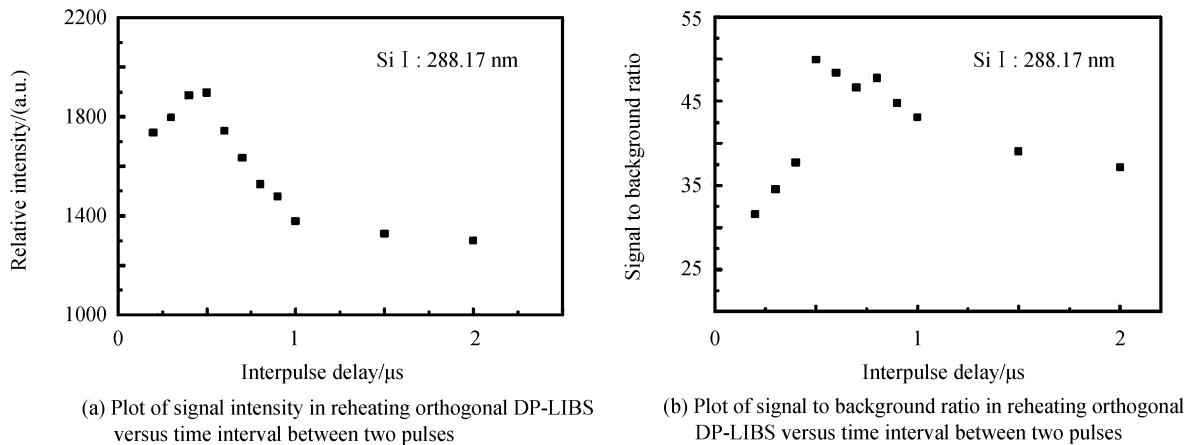 2200
1800
1400
1000
0
1
2
Relative intensity/(a.u.)
Si Ⅰ: 288.17 nm
Interpulse delay/μs
(a) Plot of signal intensity in reheating orthogonal DP-LIBS
versus time interval between two pulses
55
45
35
25
0
1
2
Signal to background ratio
Si Ⅰ: 288.17 nm
Interpulse delay/μs
(b) Plot of signal to background ratio in reheating orthogonal
DP-LIBS versus time interval between two pulses